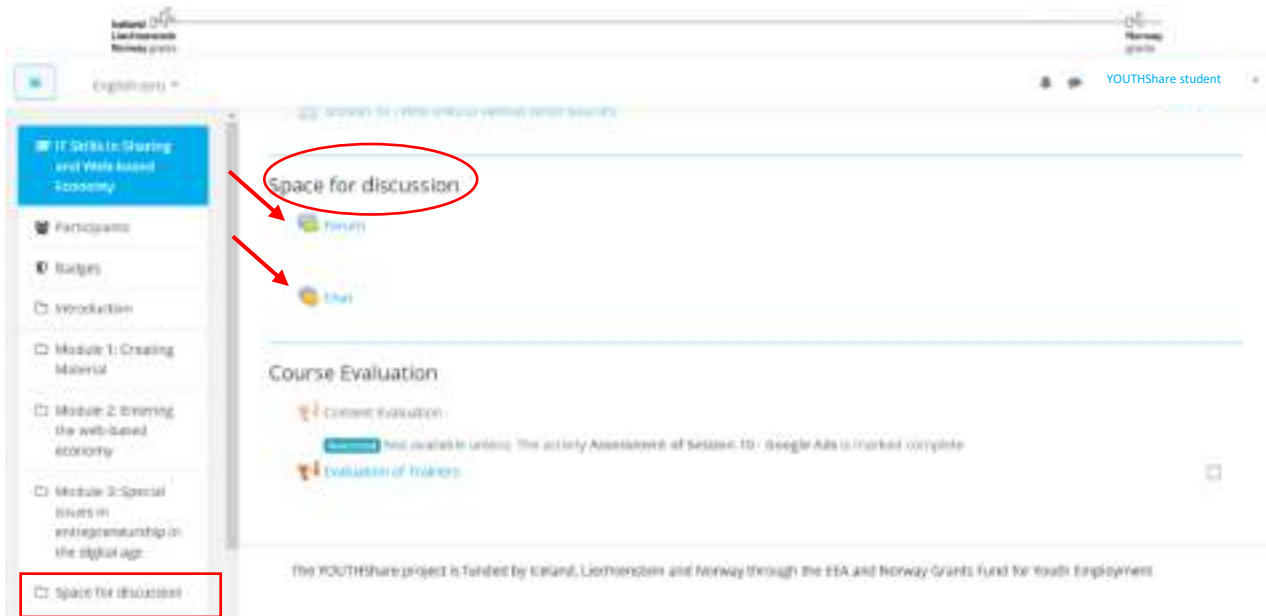 Iceland
Liechtenstein
Norway grants
Norway
grants
English (en)
YOUTHShare student
IT Skills in Sharing
and Web-based
Economy
Participants
Badges
Introduction
Module 1: Creating
Material
Module 2: Entering
the web-based
economy
Module 3: Special
issues in
entrepreneurship in
the digital age
Space for discussion
Space for discussion
Forum
Chat
Course Evaluation
Content Evaluation
Not available unless: The activity Assessment of Session 10 - Google Ads is marked complete
Evaluation of Trainers
The YOUTHShare project is funded by Iceland, Liechtenstein and Norway through the EEA and Norway Grants Fund for Youth Employment